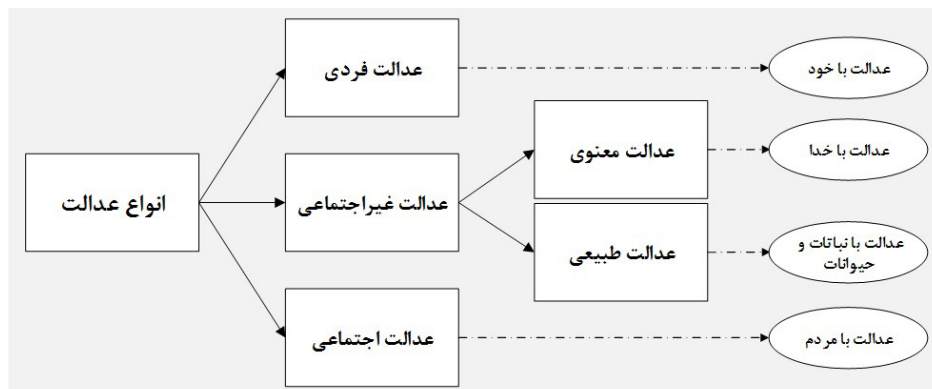 انواع عدالت
عدالت فردی
عدالت با خود
عدالت غیراجتماعی
عدالت معنوی
عدالت با خدا
عدالت طبیعی
عدالت با نباتات و
حیوانات
عدالت اجتماعی
عدالت با مردم